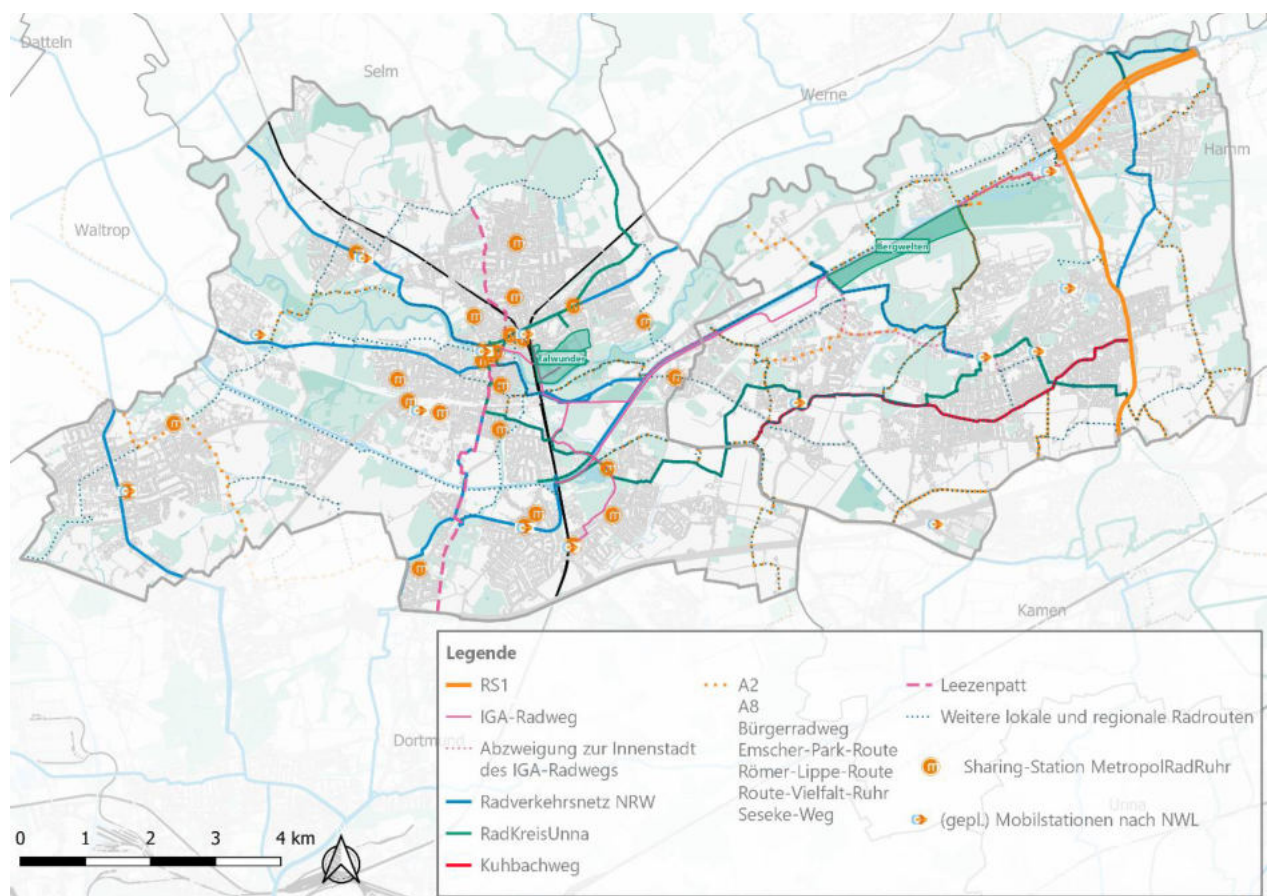 Datteln
Selm
Werne
Hamm
Waltrop
Bergwelten
Talwunder
Kamen
Dortmund
Unna
Legende
RS1
IGA-Radweg
Abzweigung zur Innenstadt
des IGA-Radwegs
Radverkehrsnetz NRW
RadKreisUnna
Kuhbachweg
A2
A8
Bürgerradweg
Emscher-Park-Route
Römer-Lippe-Route
Route-Vielfalt-Ruhr
Seseke-Weg
Leezenpatt
Weitere lokale und regionale Radrouten
m Sharing-Station MetropolRadRuhr
(gepl.) Mobilstationen nach NWL
0 1 2 3 4 km